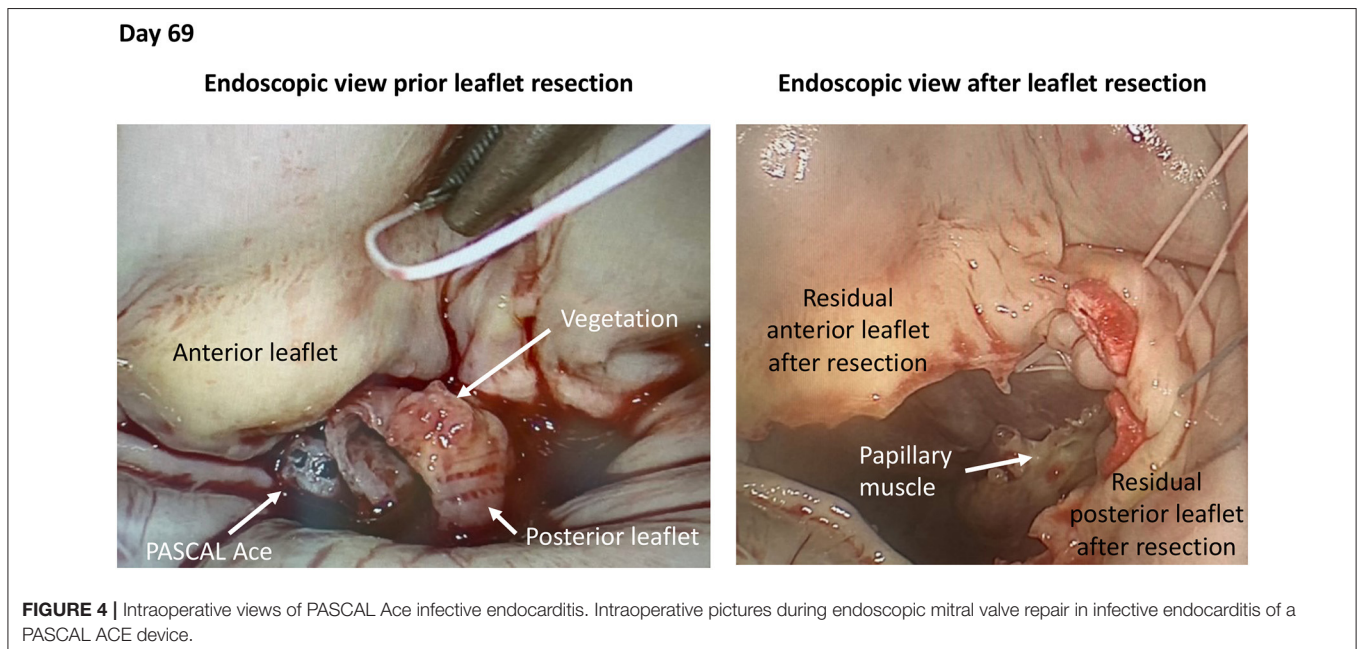 Day 69
Endoscopic view prior leaflet resection
Endoscopic view after leaflet resection
Anterior leaflet
Vegetation
PASCAL Ace
Posterior leaflet
Residual
anterior leaflet
after resection
Papillary
muscle
Residual
posterior leaflet
after resection
FIGURE 4 | Intraoperative views of PASCAL Ace infective endocarditis. Intraoperative pictures during endoscopic mitral valve repair in infective endocarditis of a
PASCAL ACE device.